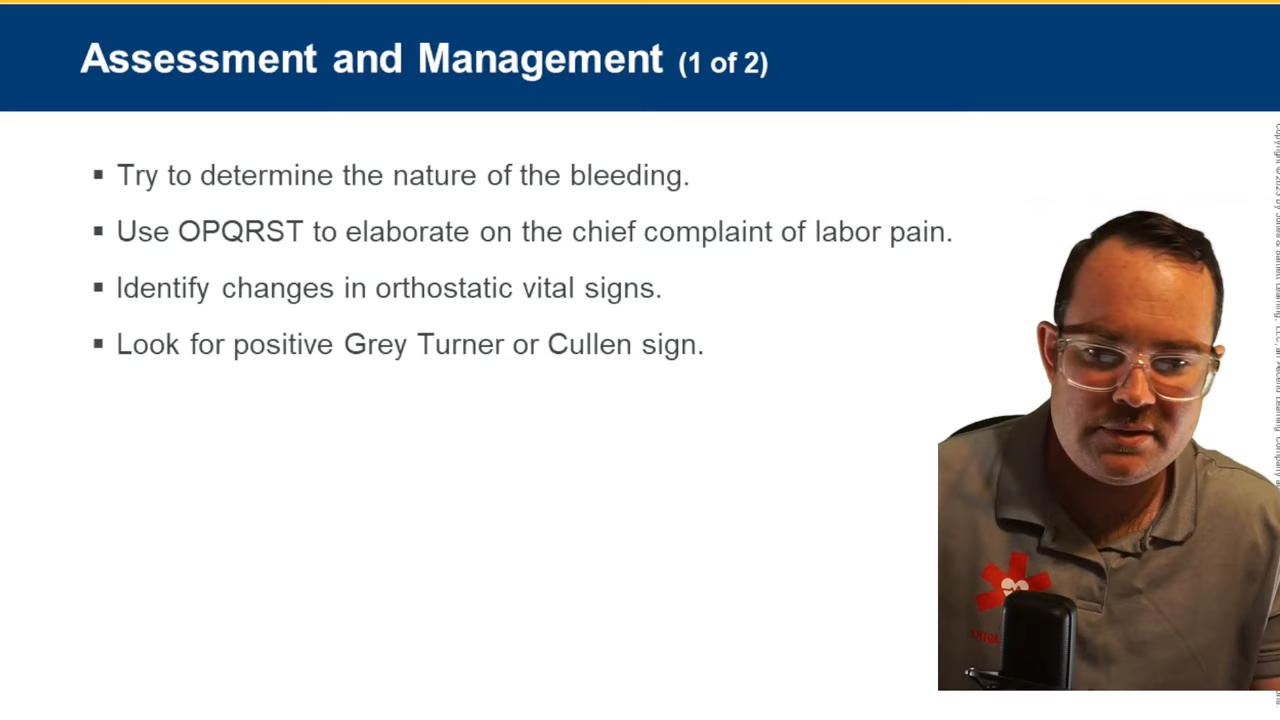 Assessment and Management (1 of 2)
▪ Try to determine the nature of the bleeding.
▪ Use OPQRST to elaborate on the chief complaint of labor pain.
▪ Identify changes in orthostatic vital signs.
▪ Look for positive Grey Turner or Cullen sign.